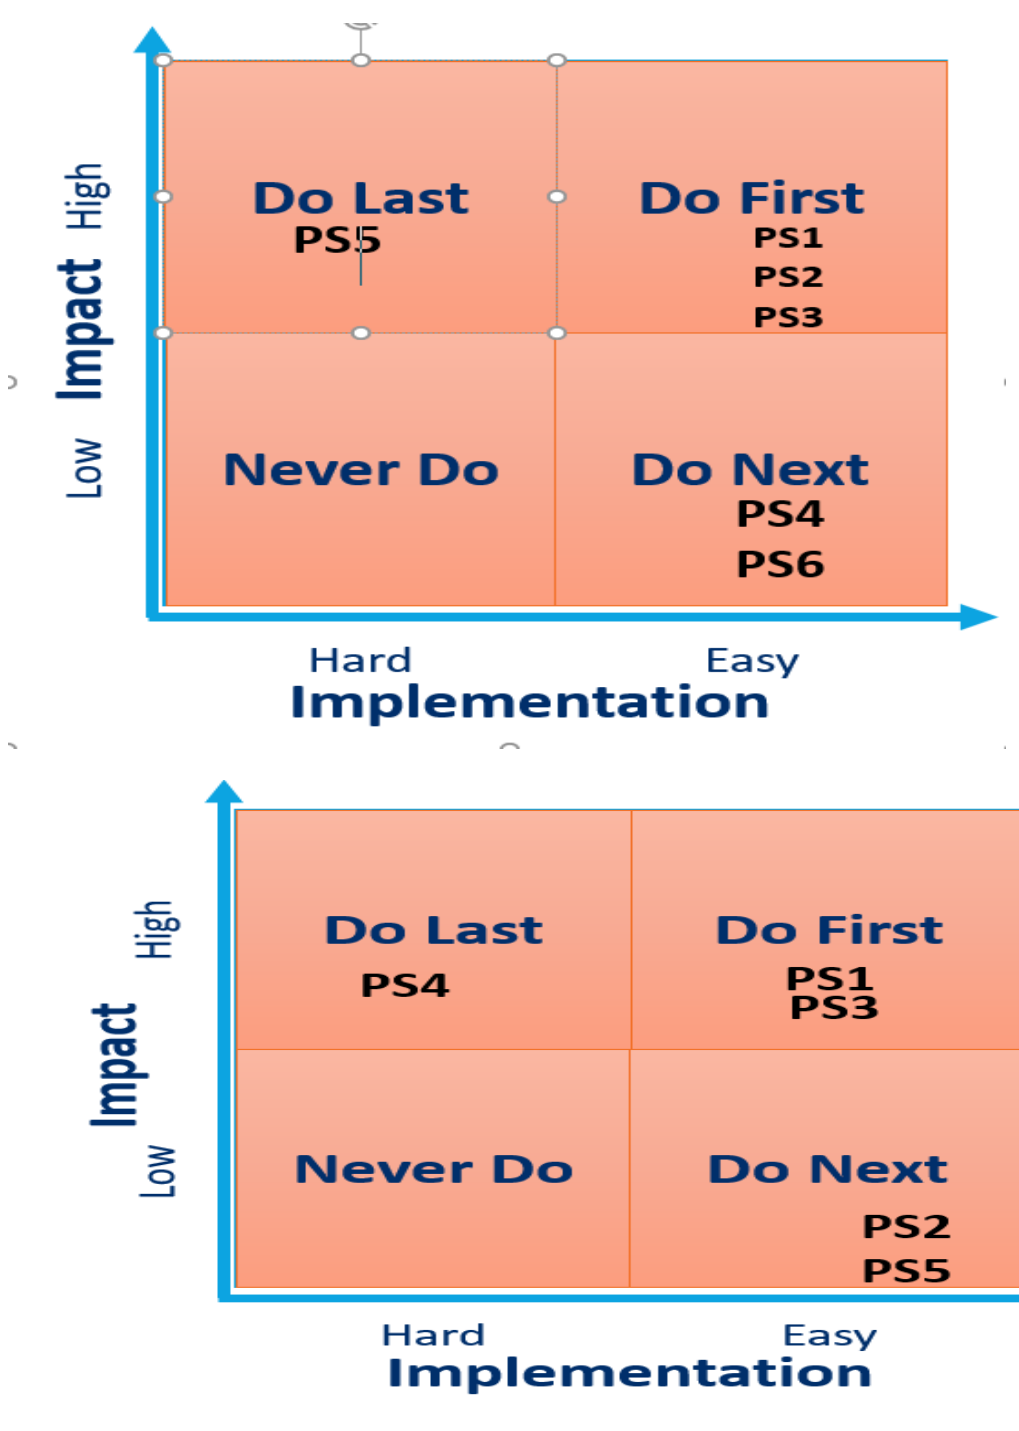 High
Impact
Low
Do Last
PS5
Do First
PS1
PS2
PS3
Never Do
Do Next
PS4
PS6
Hard
Easy
Implementation
High
Impact
Low
Do Last
PS4
Do First
PS1
PS3
Never Do
Do Next
PS2
PS5
Hard
Easy
Implementation